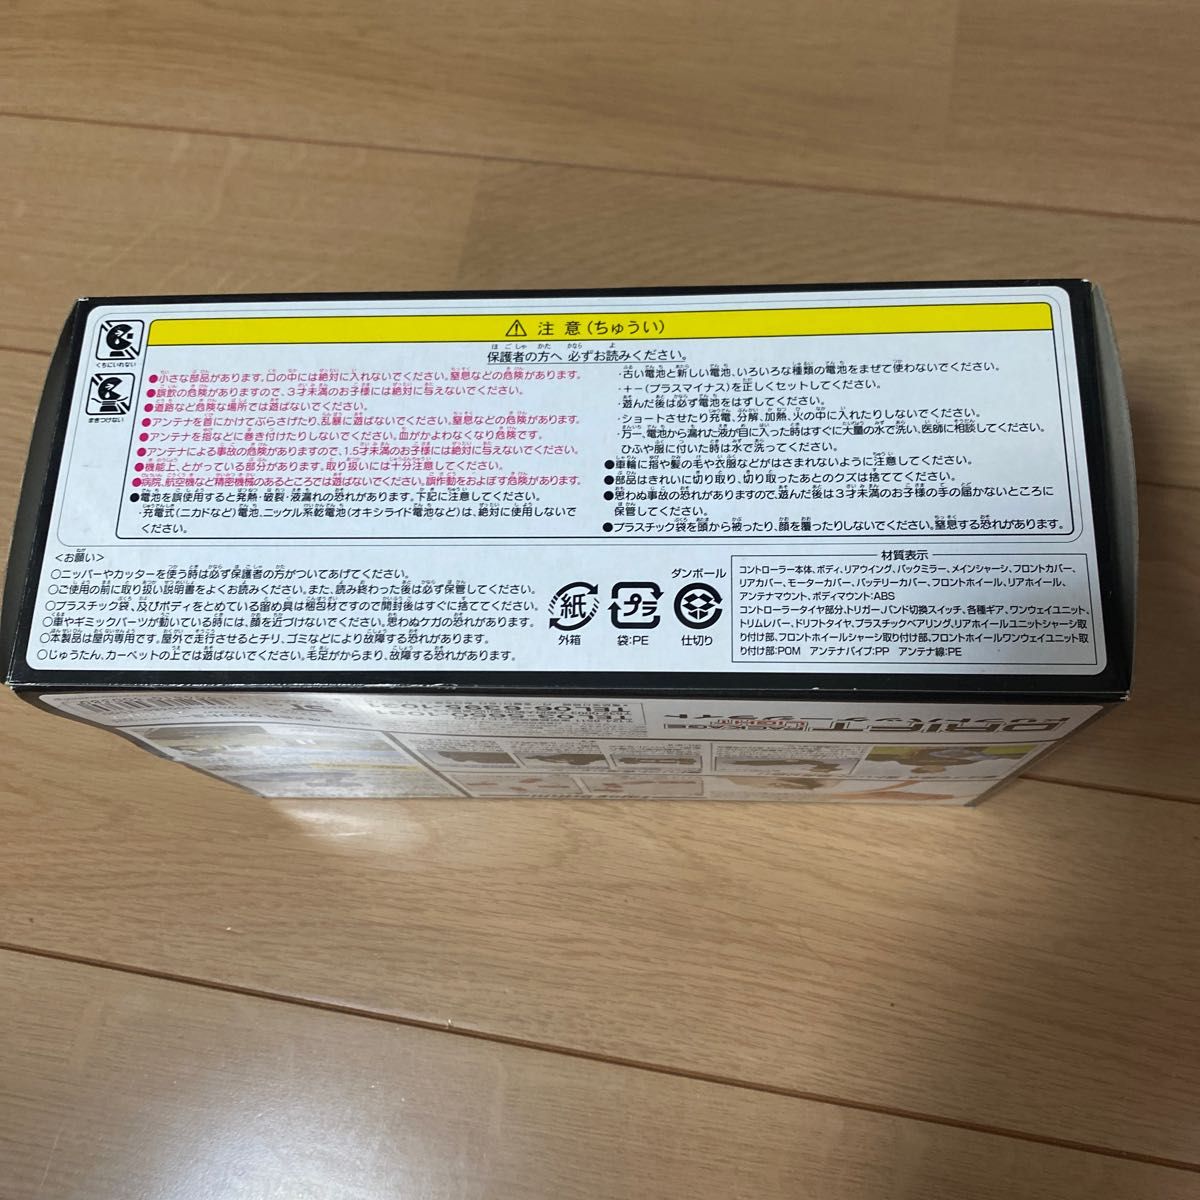 ⚠ 注意(ちゅうい)
保護者の方へ 必ずお読みください。
くちにいれない
まきつけない
●小さな部品があります。口の中には絶対に入れないでください。窒息などの危険があります。
●誤飲の危険がありますので、3才未満のお子様には絶対に与えないでください。
●道路など危険な場所では遊ばないでください。
●アンテナを首にかけてぶらさげたり、乱暴に遊ばないでください。窒息などの危険があります。
●アンテナを指などに巻き付けたりしないでください。血がかよわなくなり危険です。
●アンテナによる事故の危険がありますので、1.5才未満のお子様には絶対に与えないでください。
●機能上、とがっている部分があります。取り扱いには十分注意してください。
●病院、航空機など精密機械のあるところでは遊ばないでください。誤作動をおよぼす危険があります。
●電池を誤使用すると発熱・破裂・液漏れの恐れがあります。下記に注意してください。
・充電式(ニカドなど)電池、ニッケル系乾電池(オキシライド電池など)は、絶対に使用しないで
ください。
・古い電池と新しい電池、いろいろな種類の電池をまぜて使わないでください。
・＋－(プラスマイナス)を正しくセットしてください。
・遊んだ後は必ず電池をはずしてください。
・ショートさせたり充電、分解、加熱、火の中に入れたりしないでください。
・万一、電池から漏れた液が目に入った時はすぐに大量の水で洗い、医師に相談してください。
ひふや服に付いた時は水で洗ってください。
●車輪に指や髪の毛や衣服などがはさまれないように注意してください。
●部品はきれいに切り取り、切り取ったあとのクズは捨ててください。
●思わぬ事故の恐れがありますので、遊んだ後は3才未満のお子様の手の届かないところに
保管してください。
●プラスチック袋を頭から被ったり、顔を覆ったりしないでください。窒息する恐れがあります。
<お願い>
○ニッパーやカッターを使う時は必ず保護者の方がついてあげてください。
○ご使用の前に取り扱い説明書をよくお読みください。また、読み終わった後は必ず保管してください。
○プラスチック袋、及びボディをとめている留め具は梱包材ですので開封後はすぐに捨ててください。
○車やギミックパーツが動いている時には、顔を近づけないでください。思わぬケガの恐れがあります。
○本製品は屋内専用です。屋外で走行させるとチリ、ゴミなどにより故障する恐れがあります。
○じゅうたん、カーペットの上では遊ばないでください。毛足がからまり、故障する恐れがあります。
紙
外箱
プラ
袋:PE
ダンボール
仕切り
材質表示
コントローラー本体、ボディ、リアウイング、バックミラー、メインシャーシ、フロントカバー、
リアカバー、モーターカバー、バッテリーカバー、フロントホイール、リアホイール、
アンテナマウント、ボディマウント:ABS
コントローラータイヤ部分、トリガー、バンド切換スイッチ、各種ギア、ワンウェイユニット、
トリムレバー、ドリフトタイヤ、プラスチックベアリング、リアホイールユニットシャーシ取
り付け部、フロントホイールシャーシ取り付け部、フロントホイールワンウェイユニット取
り付け部:POM アンテナパイプ:PP アンテナ線:PE
DRIFT PACKAGE LIGHT
ドリフトパッケージライト